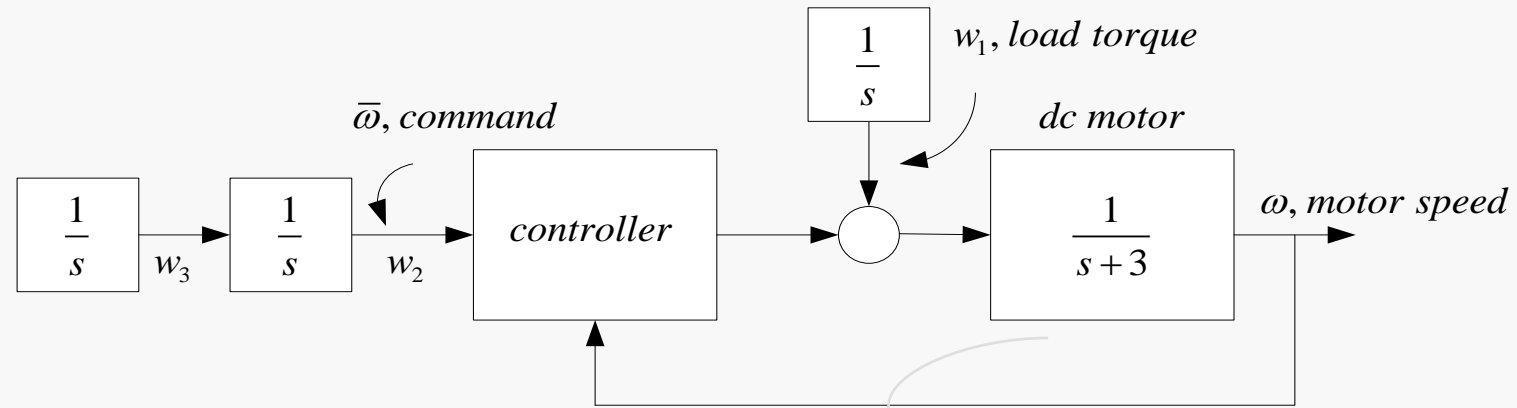 1/s
w₁, load torque
ω̅, command
dc motor
1/s
w₃
1/s
w₂
controller
1/(s+3)
ω, motor speed